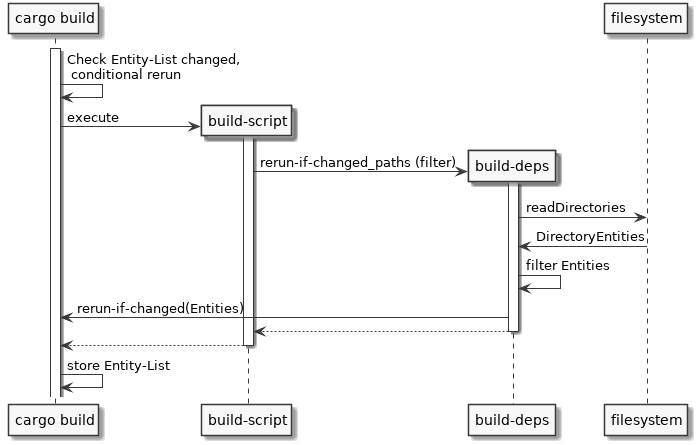 cargo build
filesystem
Check Entity-List changed,
conditional rerun
execute
build-script
rerun-if-changed_paths (filter)
build-deps
readDirectories
DirectoryEntities
filter Entities
rerun-if-changed(Entities)
store Entity-List
cargo build
build-script
build-deps
filesystem